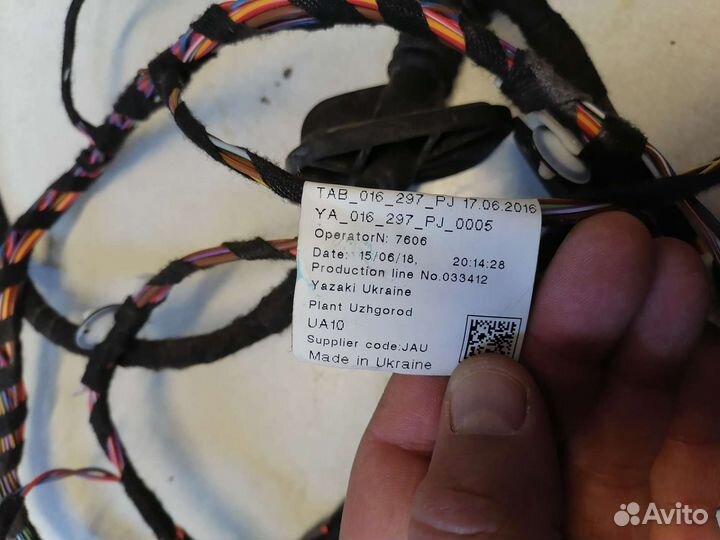 TAB_016_297_PJ 17.06.2016
YA_016_297_PJ_0005
OperatorN: 7606
Date: 15/06/18, 20:14:28
Production line No.033412
Yazaki Ukraine
Plant Uzhgorod
UA10
Supplier code:JAU
Made in Ukraine
Avito